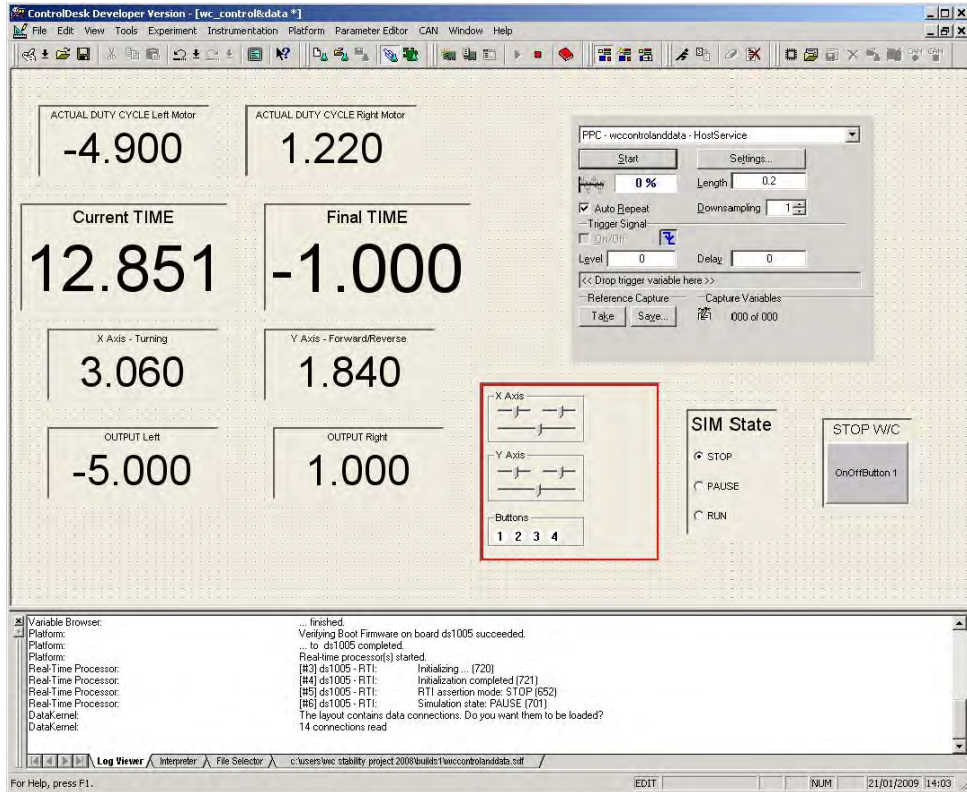 ControlDesk Developer Version - [wc_control&data *]
File Edit View Tools Experiment Instrumentation Platform Parameter Editor CAN Window Help
ACTUAL DUTY CYCLE Left Motor
-4.900
ACTUAL DUTY CYCLE Right Motor
1.220
Current TIME
12.851
Final TIME
-1.000
X Axis - Turning
3.060
Y Axis - Forward/Reverse
1.840
OUTPUT Left
-5.000
OUTPUT Right
1.000
PPC - wccontrolanddata - HostService
Start Settings...
0 % Length 0.2
Auto Repeat Downsampling 1
Trigger Signal
On/Off
Level 0 Delay 0
<< Drop trigger variable here >>
Reference Capture Capture Variables
Take Save... 000 of 000
X Axis
Y Axis
Buttons
1 2 3 4
SIM State
STOP
PAUSE
RUN
STOP W/C
OnOffButton 1
Variable Browser: ... finished.
Platform: Verifying Boot Firmware on board ds1005 succeeded.
Platform: ... to ds1005 completed.
Platform: Real-time processor(s) started.
Real-Time Processor: [#3] ds1005 - RTI: Initializing ... (720)
Real-Time Processor: [#4] ds1005 - RTI: Initialization completed (721)
Real-Time Processor: [#5] ds1005 - RTI: RTI assertion mode: STOP (652)
Real-Time Processor: [#6] ds1005 - RTI: Simulation state: PAUSE (701)
DataKernel: The layout contains data connections. Do you want them to be loaded?
DataKernel: 14 connections read
Log Viewer Interpreter File Selector c:\users\wc stability project 2008\builds1\wccontrolanddata.sdf
For Help, press F1. EDIT NUM 21/01/2009 14:03